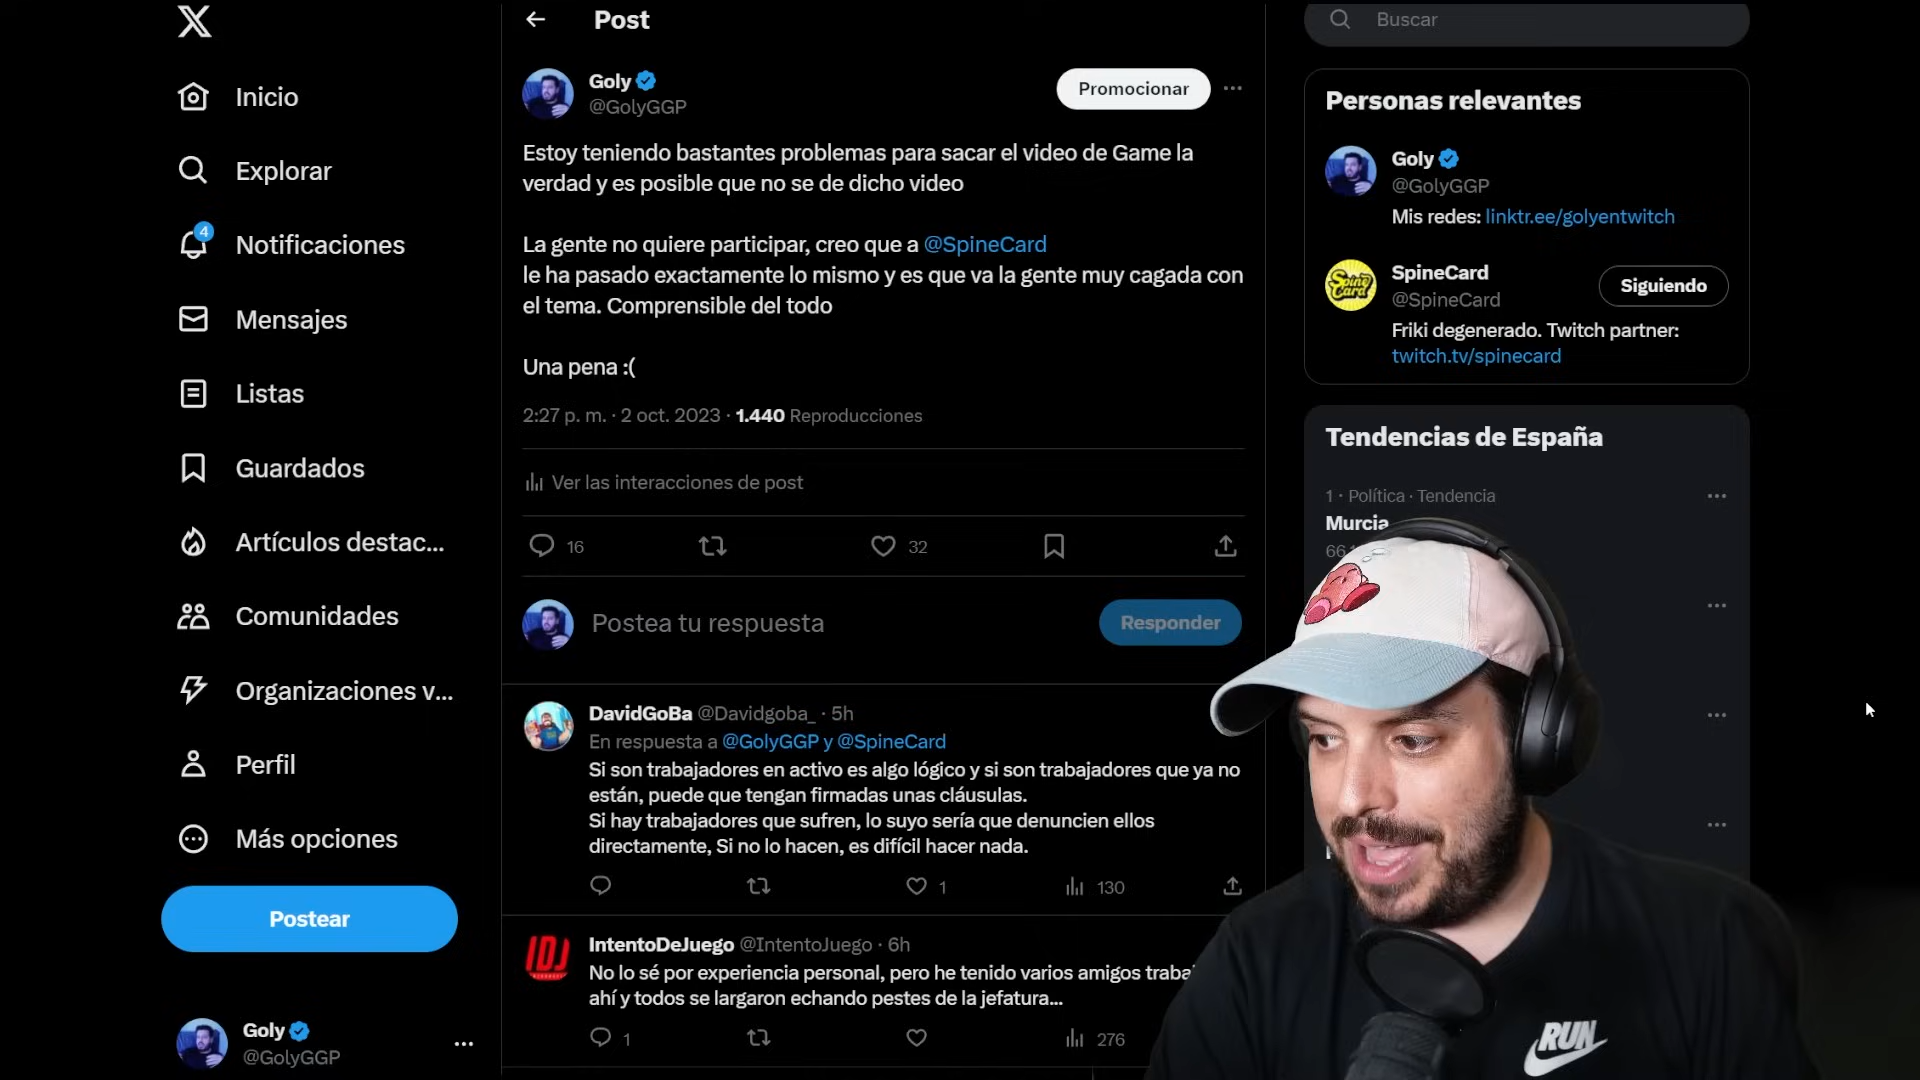 Inicio
Explorar
4
Notificaciones
Mensajes
Listas
Guardados
Artículos destac...
Comunidades
Organizaciones v...
Perfil
Más opciones
Postear
Goly
@GolyGGP
Post
Goly
@GolyGGP
Promocionar
Estoy teniendo bastantes problemas para sacar el video de Game la
verdad y es posible que no se de dicho video
La gente no quiere participar, creo que a @SpineCard
le ha pasado exactamente lo mismo y es que va la gente muy cagada con
el tema. Comprensible del todo
Una pena :(
2:27 p. m. · 2 oct. 2023 · 1.440 Reproducciones
Ver las interacciones de post
16
32
Postea tu respuesta
Responder
DavidGoBa @Davidgoba_ · 5h
En respuesta a @GolyGGP y @SpineCard
Si son trabajadores en activo es algo lógico y si son trabajadores que ya no
están, puede que tengan firmadas unas cláusulas.
Si hay trabajadores que sufren, lo suyo sería que denuncien ellos
directamente, Si no lo hacen, es difícil hacer nada.
1
130
IDJ
IntentoDeJuego @IntentoJuego · 6h
No lo sé por experiencia personal, pero he tenido varios amigos traba
ahí y todos se largaron echando pestes de la jefatura...
1
276
Buscar
Personas relevantes
Goly
@GolyGGP
Mis redes: linktr.ee/golyentwitch
Spine Card
SpineCard
@SpineCard
Siguiendo
Friki degenerado. Twitch partner:
twitch.tv/spinecard
Tendencias de España
1 · Política · Tendencia
Murcia
RUN